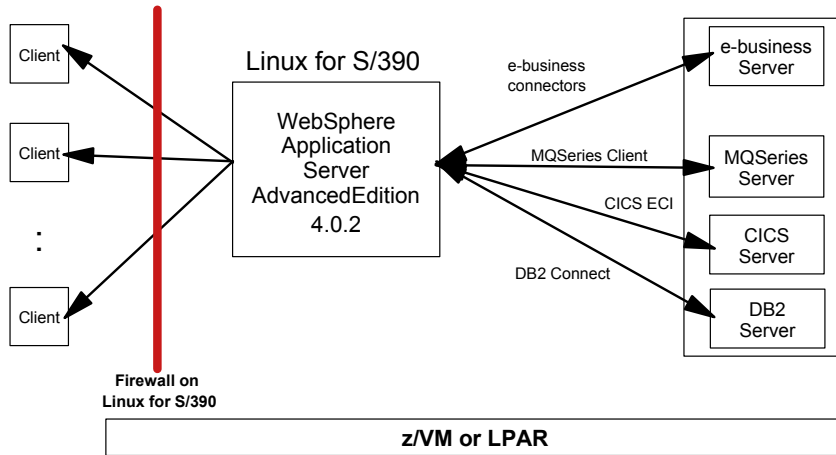 Client
Client
:
Client
Firewall on
Linux for S/390
Linux for S/390
WebSphere
Application
Server
AdvancedEdition
4.0.2
e-business
connectors
MQSeries Client
CICS ECI
DB2 Connect
e-business
Server
MQSeries
Server
CICS
Server
DB2
Server
z/VM or LPAR